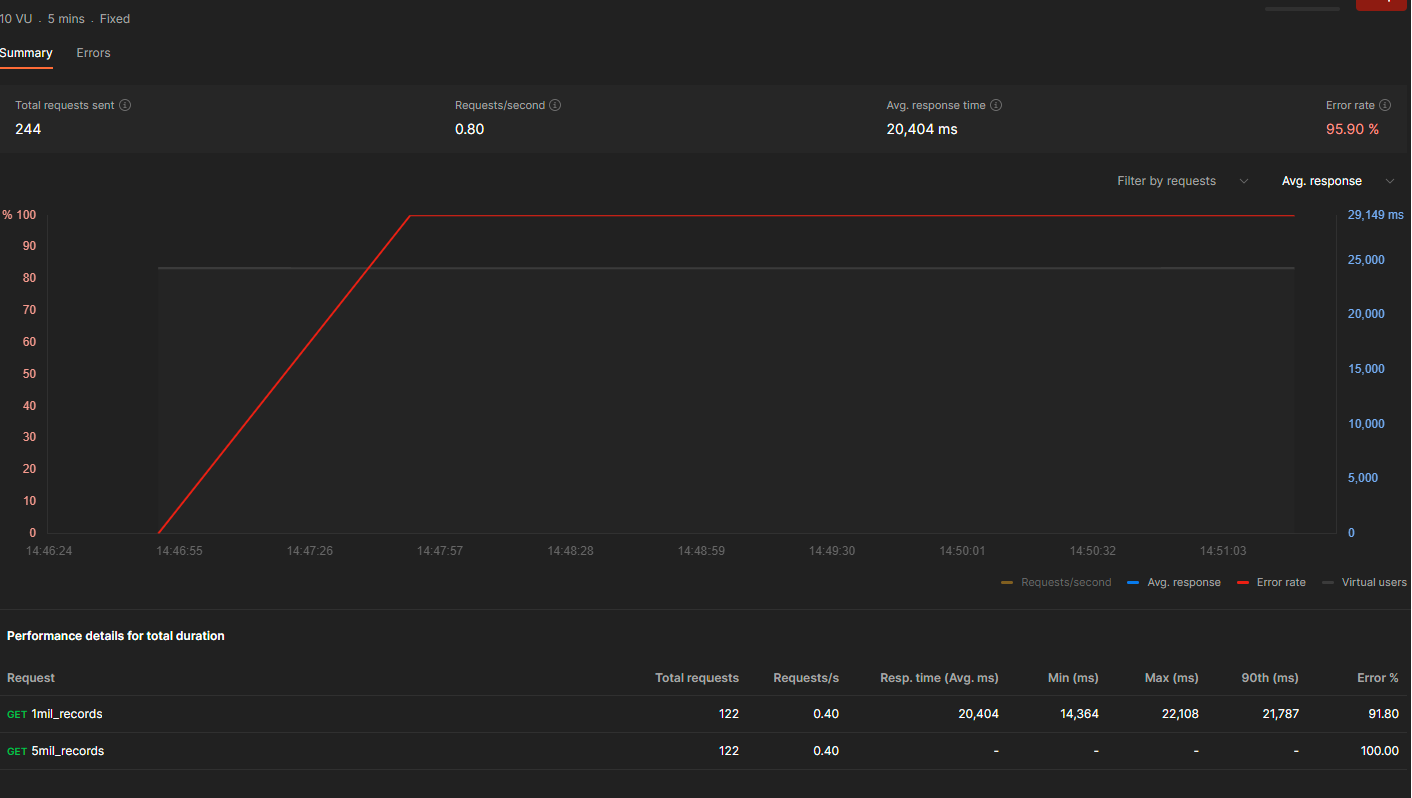 10 VU . 5 mins . Fixed
Summary Errors
Total requests sent Requests/second Avg. response time Error rate
244 0.80 20,404 ms 95.90 %
Filter by requests Avg. response
% 100 29,149 ms
90
25,000
80
70
20,000
60
50
15,000
40
10,000
30
20
5,000
10
0 0
14:46:24 14:46:55 14:47:26 14:47:57 14:48:28 14:48:59 14:49:30 14:50:01 14:50:32 14:51:03
Requests/second Avg. response Error rate Virtual users
Performance details for total duration
Request Total requests Requests/s Resp. time (Avg. ms) Min (ms) Max (ms) 90th (ms) Error %
GET 1mil_records 122 0.40 20,404 14,364 22,108 21,787 91.80
GET 5mil_records 122 0.40 - - - - 100.00